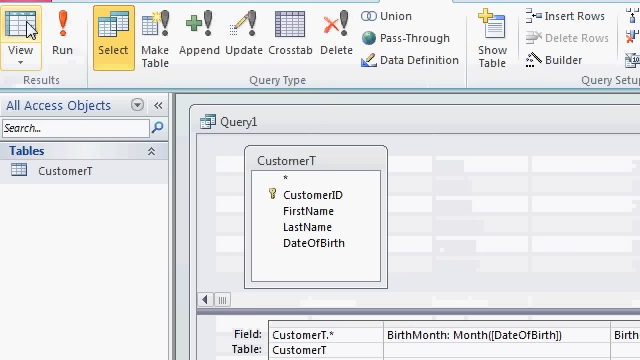 View
Run
Select
Make Table
Append
Update
Crosstab
Delete
Union
Pass-Through
Data Definition
Show Table
Insert Rows
Delete Rows
Builder
Results
Query Type
Query Setup
All Access Objects
Search...
Tables
CustomerT
Query1
CustomerT
*
CustomerID
FirstName
LastName
DateOfBirth
Field: CustomerT.* BirthMonth: Month([DateOfBirth]) Birth
Table: CustomerT